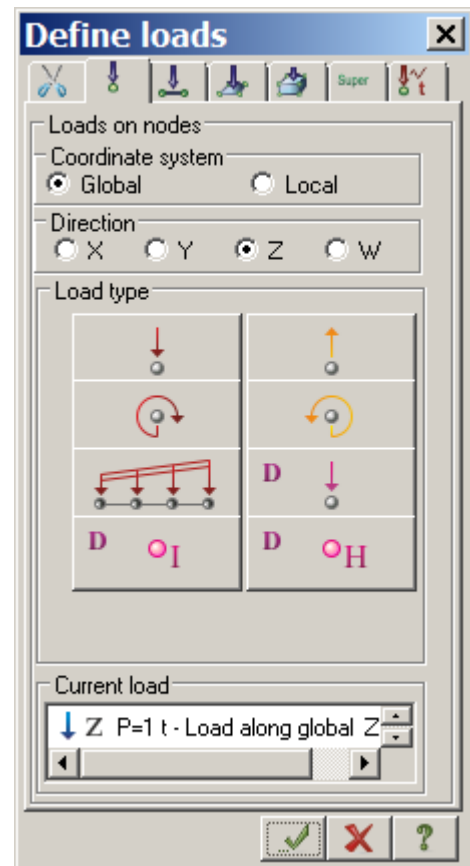 Define loads
Super t
Loads on nodes
Coordinate system
Global Local
Direction
X Y Z W
Load type
D
D I D H
Current load
Z P=1 t - Load along global Z
?